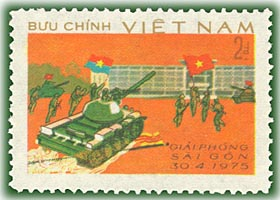 BƯU CHÍNH VIỆT NAM
2đ
GIẢI PHÓNG
SÀI GÒN
30.4.1975